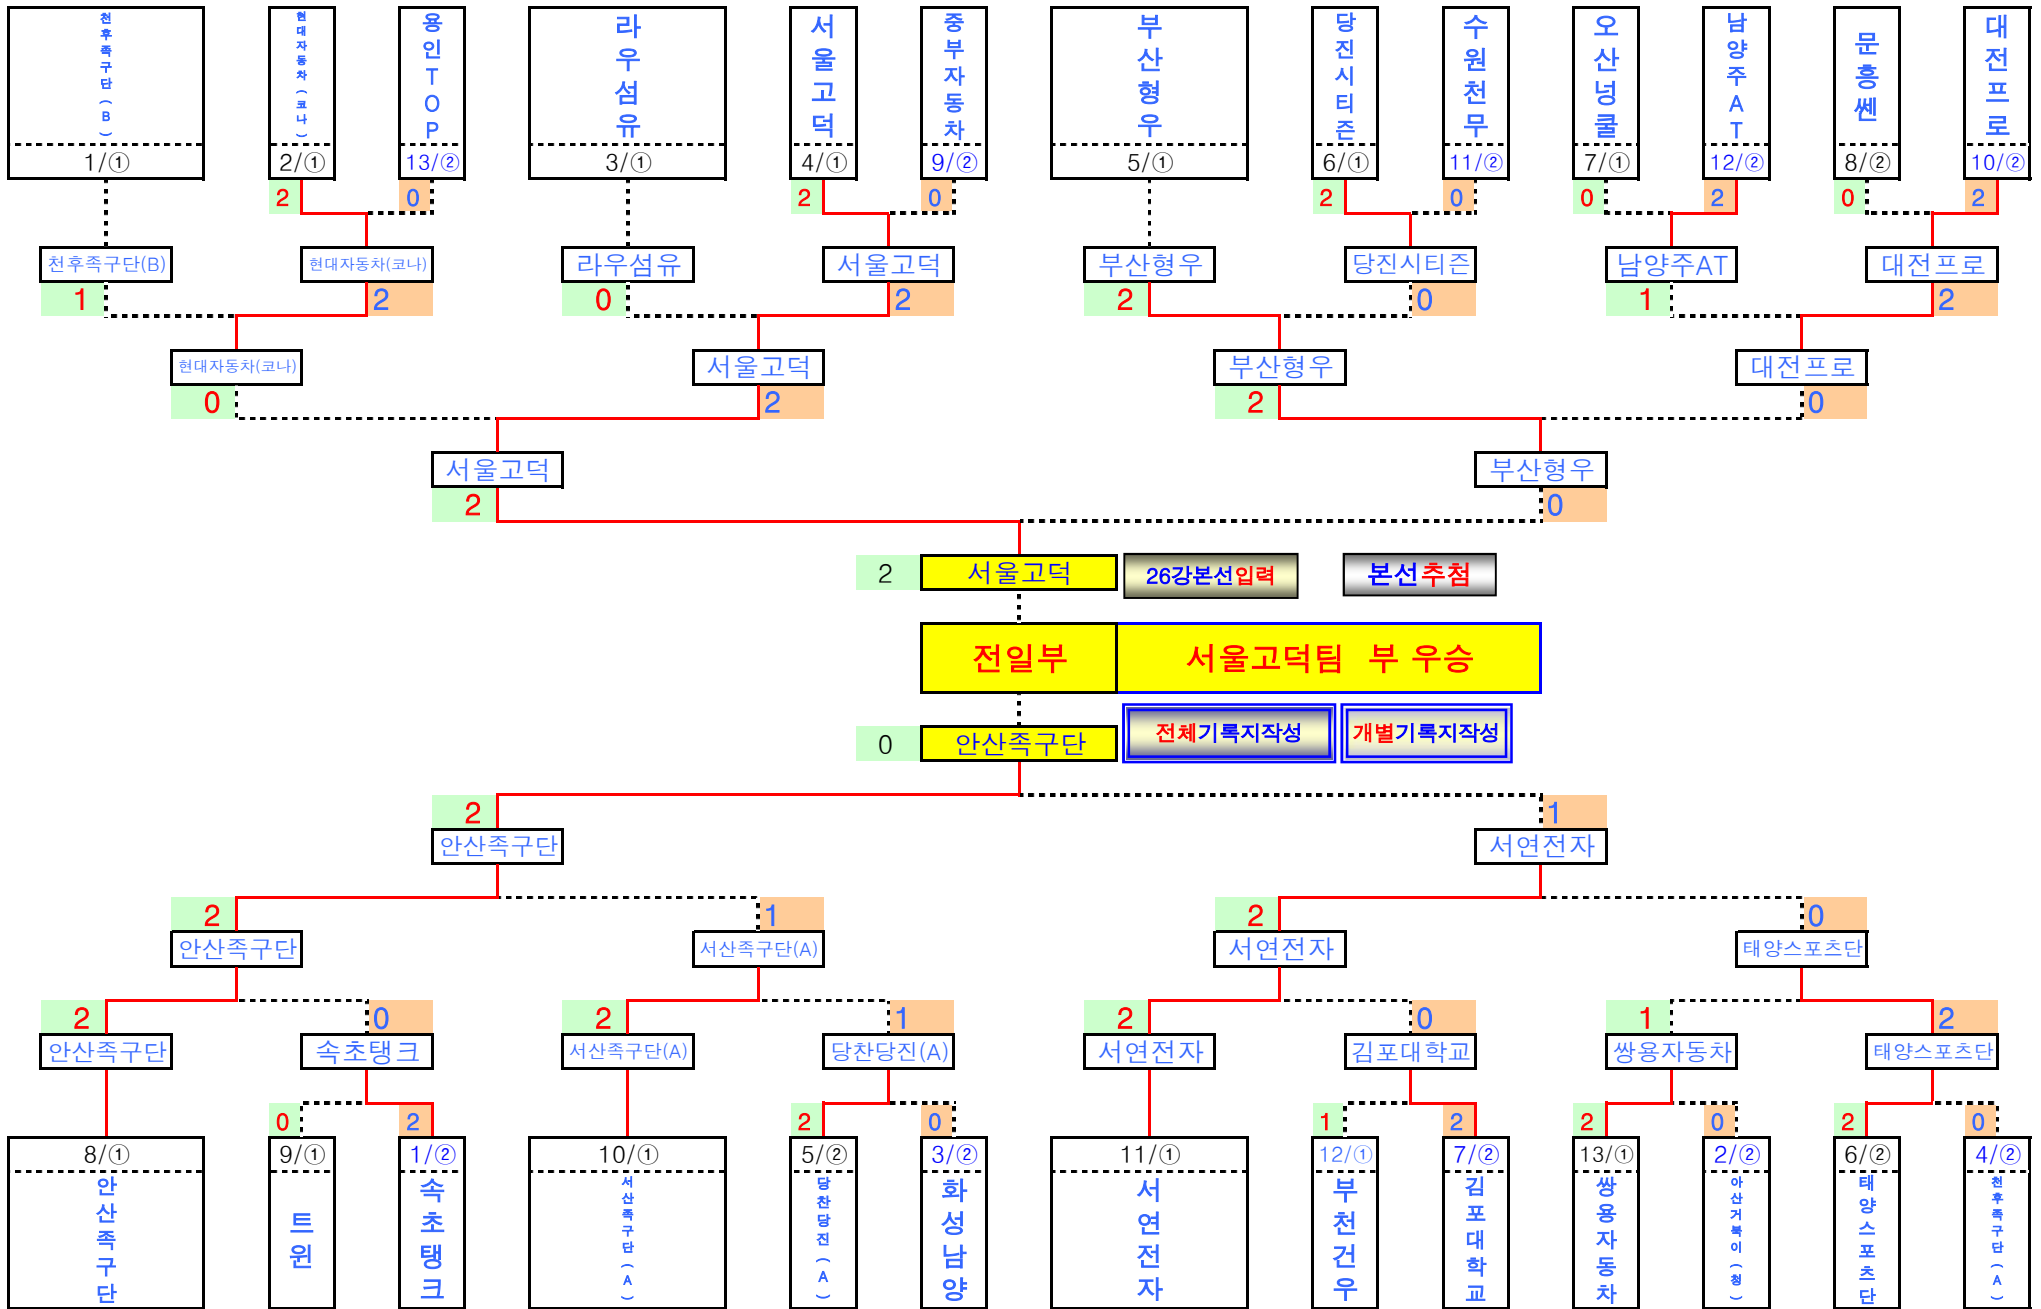 천후족구단(B) 현대자동차(코나) 용인TOP 라우섬유 서울고덕 중부자동차 부산형우 당진시티즌 수원천무 오산넝쿨 남양주AT 문흥쎈 대전프로
1/① 2/① 13/② 3/① 4/① 9/② 5/① 6/① 11/② 7/① 12/② 8/② 10/②
2 0 2 0 2 0 0 2 0 2
천후족구단(B) 현대자동차(코나) 라우섬유 서울고덕 부산형우 당진시티즌 남양주AT 대전프로
1 2 0 2 2 0 1 2
현대자동차(코나) 서울고덕 부산형우 대전프로
0 2 2 0
서울고덕 부산형우
2 0
2 서울고덕 26강본선입력 본선추첨
전일부 서울고덕팀 부 우승
0 안산족구단 전체기록지작성 개별기록지작성
2 1
안산족구단 서연전자
2 1 2 0
안산족구단 서산족구단(A) 서연전자 태양스포츠단
2 0 2 1 2 0 1 2
안산족구단 속초탱크 서산족구단(A) 당찬당진(A) 서연전자 김포대학교 쌍용자동차 태양스포츠단
0 2 2 0 1 2 2 0 2 0
8/① 9/① 1/② 10/① 5/② 3/② 11/① 12/① 7/② 13/① 2/② 6/② 4/②
안산족구단 트윈 속초탱크 서산족구단(A) 당찬당진(A) 화성남양 서연전자 부천건우 김포대학교 쌍용자동차 아산거북이(청) 태양스포츠단 천후족구단(A)